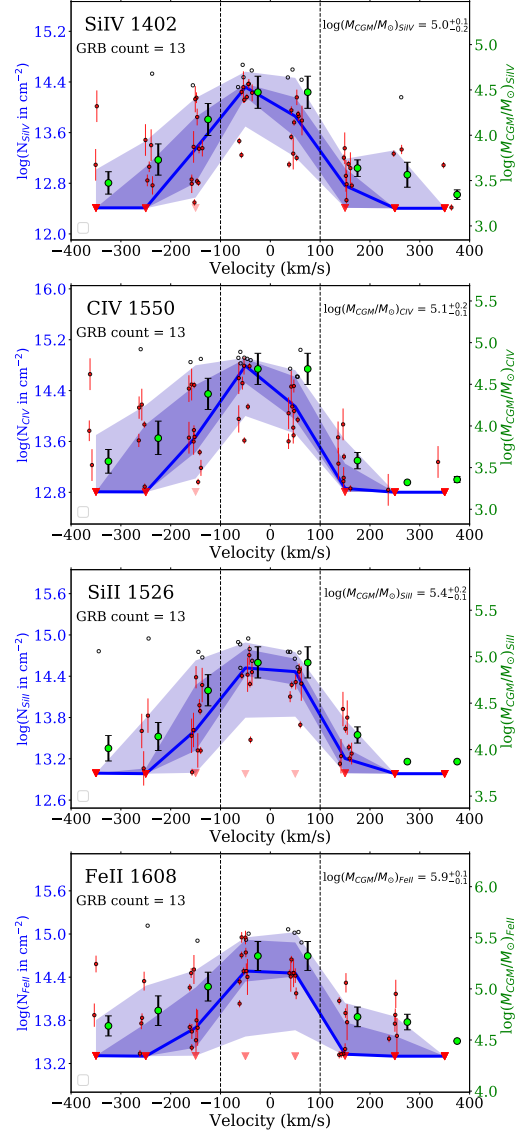 SiIV 1402
GRB count = 13
log(M_CGM/M_⊙)_SiIV = 5.0^{+0.1}_{-0.2}
log(N_SiIV in cm^{-2})
15.2
14.4
13.6
12.8
12.0
log(M_CGM/M_⊙)_SiIV
5.0
4.5
4.0
3.5
3.0
−400 −300 −200 −100 0 100 200 300 400
Velocity (km/s)
CIV 1550
GRB count = 13
log(M_CGM/M_⊙)_CIV = 5.1^{+0.2}_{-0.1}
log(N_CIV in cm^{-2})
16.0
15.2
14.4
13.6
12.8
log(M_CGM/M_⊙)_CIV
5.5
5.0
4.5
4.0
3.5
3.0
−400 −300 −200 −100 0 100 200 300 400
Velocity (km/s)
SiII 1526
GRB count = 13
log(M_CGM/M_⊙)_SiII = 5.4^{+0.2}_{-0.1}
log(N_SiII in cm^{-2})
15.6
15.0
14.4
13.8
13.2
12.6
log(M_CGM/M_⊙)_SiII
5.5
5.0
4.5
4.0
3.5
−400 −300 −200 −100 0 100 200 300 400
Velocity (km/s)
FeII 1608
GRB count = 13
log(M_CGM/M_⊙)_FeII = 5.9^{+0.1}_{-0.1}
log(N_FeII in cm^{-2})
15.6
15.0
14.4
13.8
13.2
log(M_CGM/M_⊙)_FeII
6.0
5.5
5.0
4.5
4.0
−400 −300 −200 −100 0 100 200 300 400
Velocity (km/s)